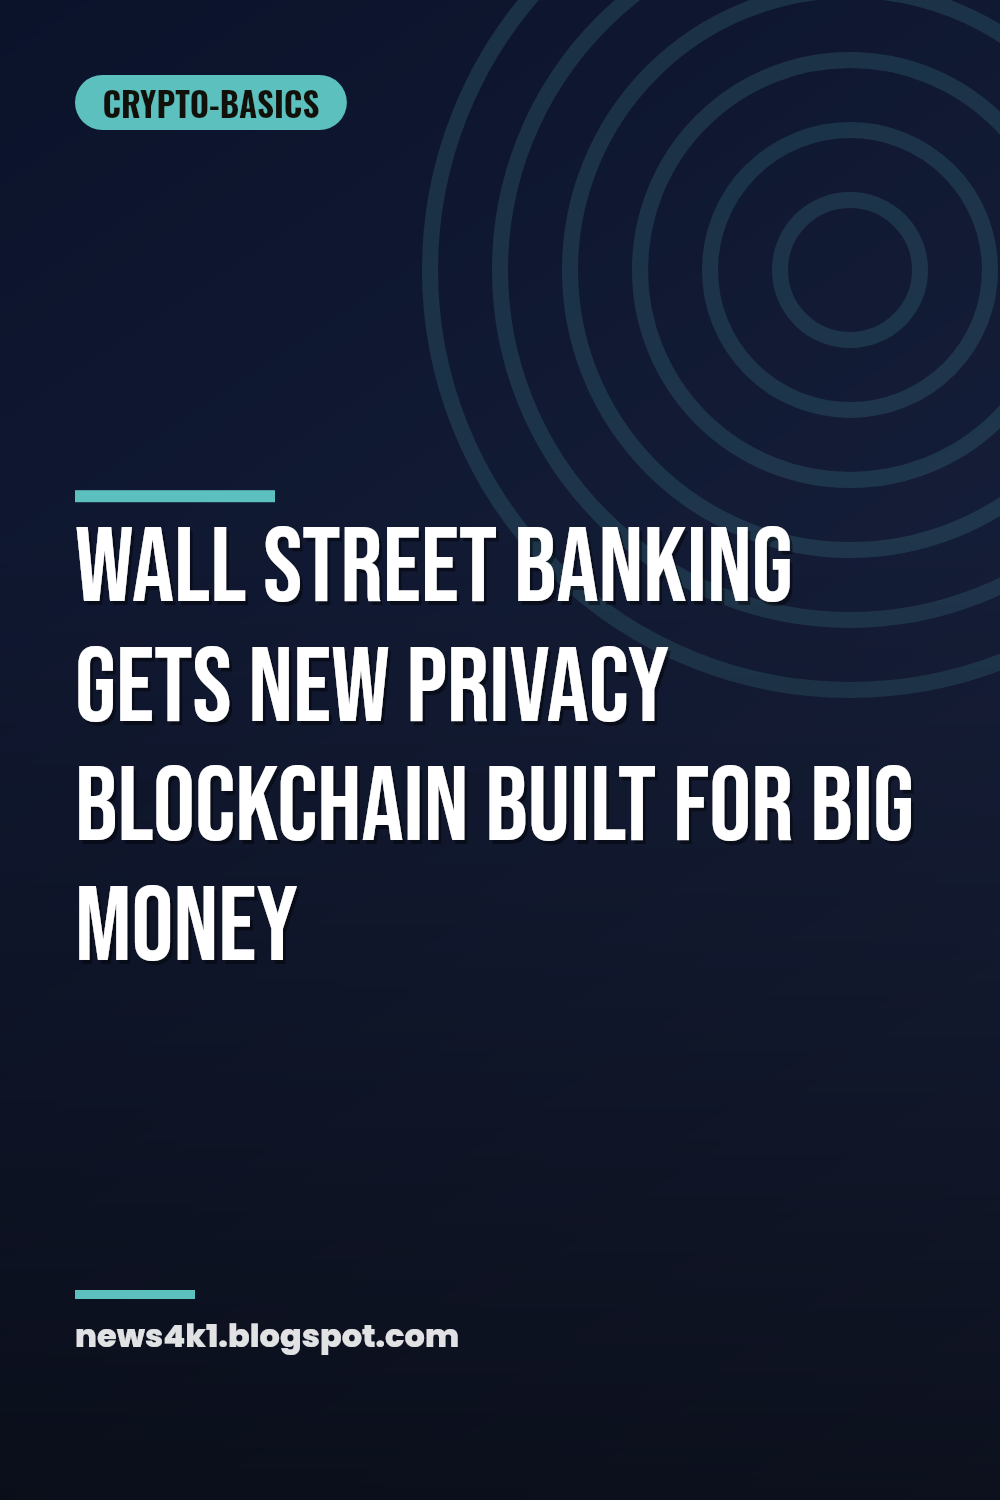 CRYPTO-BASICS
WALL STREET BANKING
GETS NEW PRIVACY
BLOCKCHAIN BUILT FOR BIG
MONEY
news4k1.blogspot.com